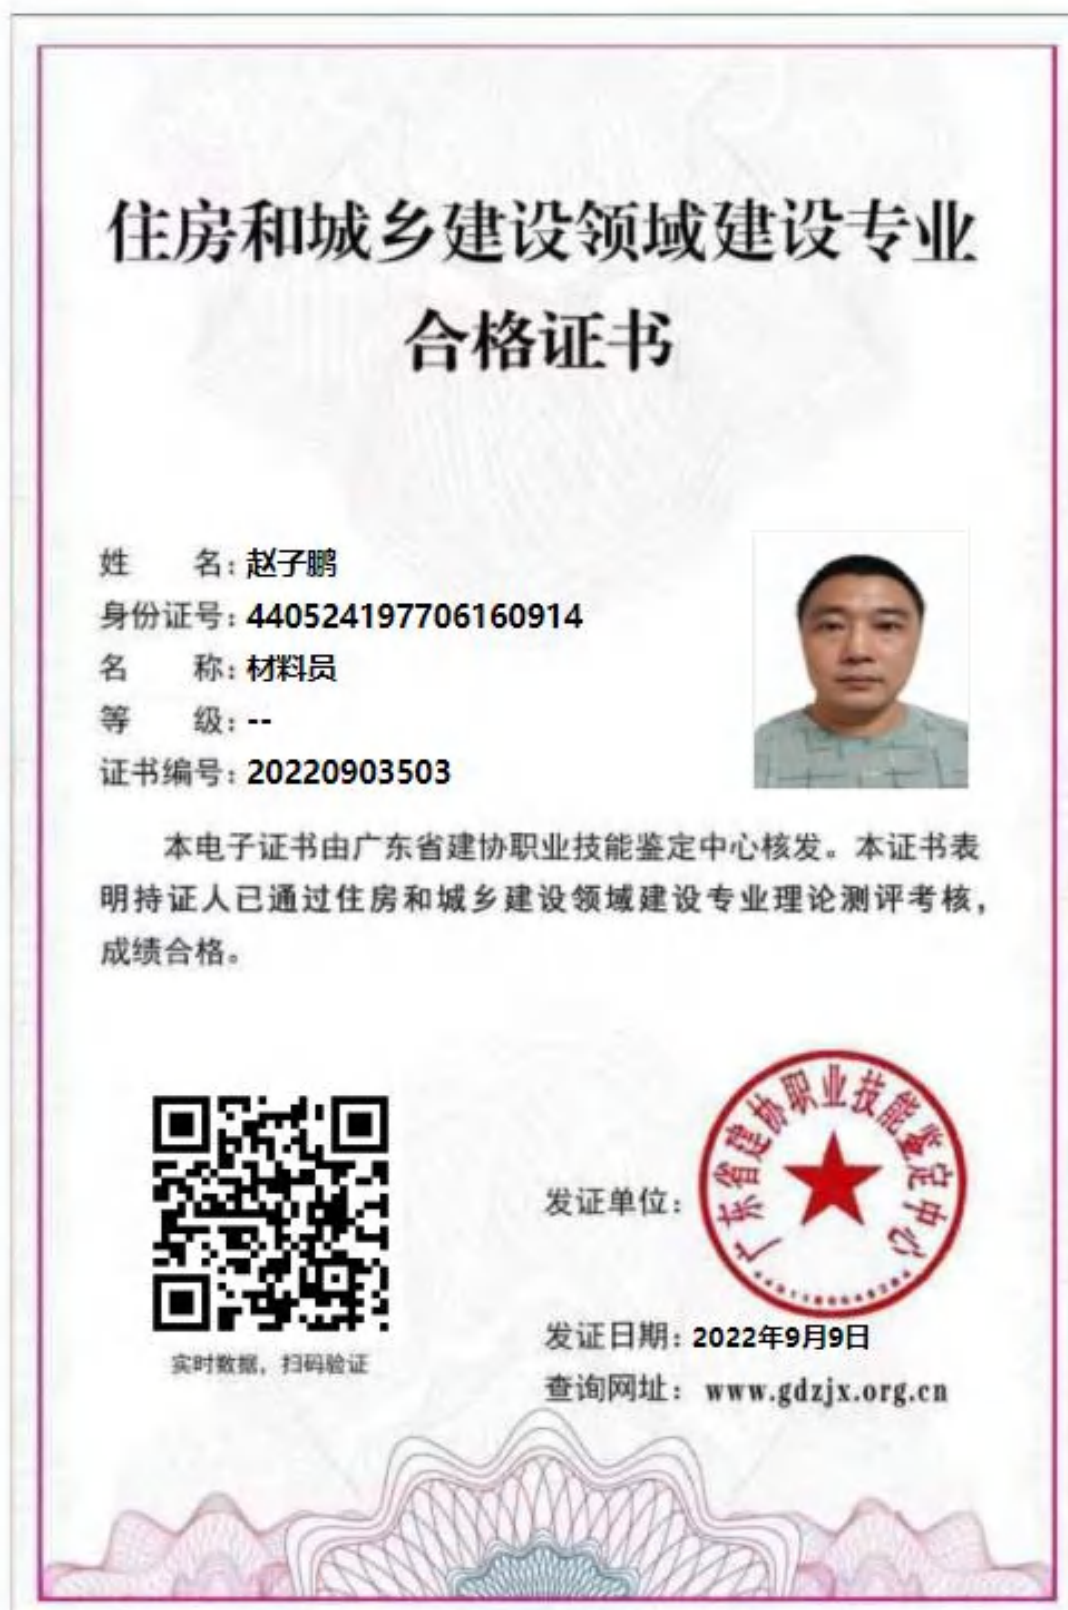 住房和城乡建设领域建设专业
合格证书
姓 名：赵子鹏
身份证号：440524197706160914
名 称：材料员
等 级：--
证书编号：20220903503
本电子证书由广东省建协职业技能鉴定中心核发。本证书表
明持证人已通过住房和城乡建设领域建设专业理论测评考核，
成绩合格。
广东省建协职业技能鉴定中心
发证单位：
实时数据，扫码验证
发证日期：2022年9月9日
查询网址：www.gdzjx.org.cn